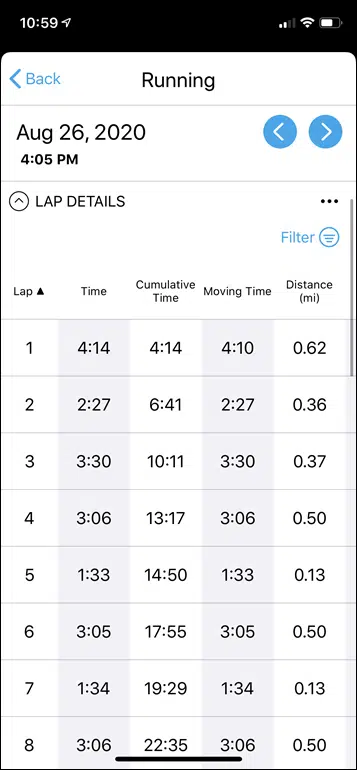 10:59
Back Running
Aug 26, 2020
4:05 PM
LAP DETAILS
Filter
Lap ▲ Time Cumulative Time Moving Time Distance (mi)
1 4:14 4:14 4:10 0.62
2 2:27 6:41 2:27 0.36
3 3:30 10:11 3:30 0.37
4 3:06 13:17 3:06 0.50
5 1:33 14:50 1:33 0.13
6 3:05 17:55 3:05 0.50
7 1:34 19:29 1:34 0.13
8 3:06 22:35 3:06 0.50